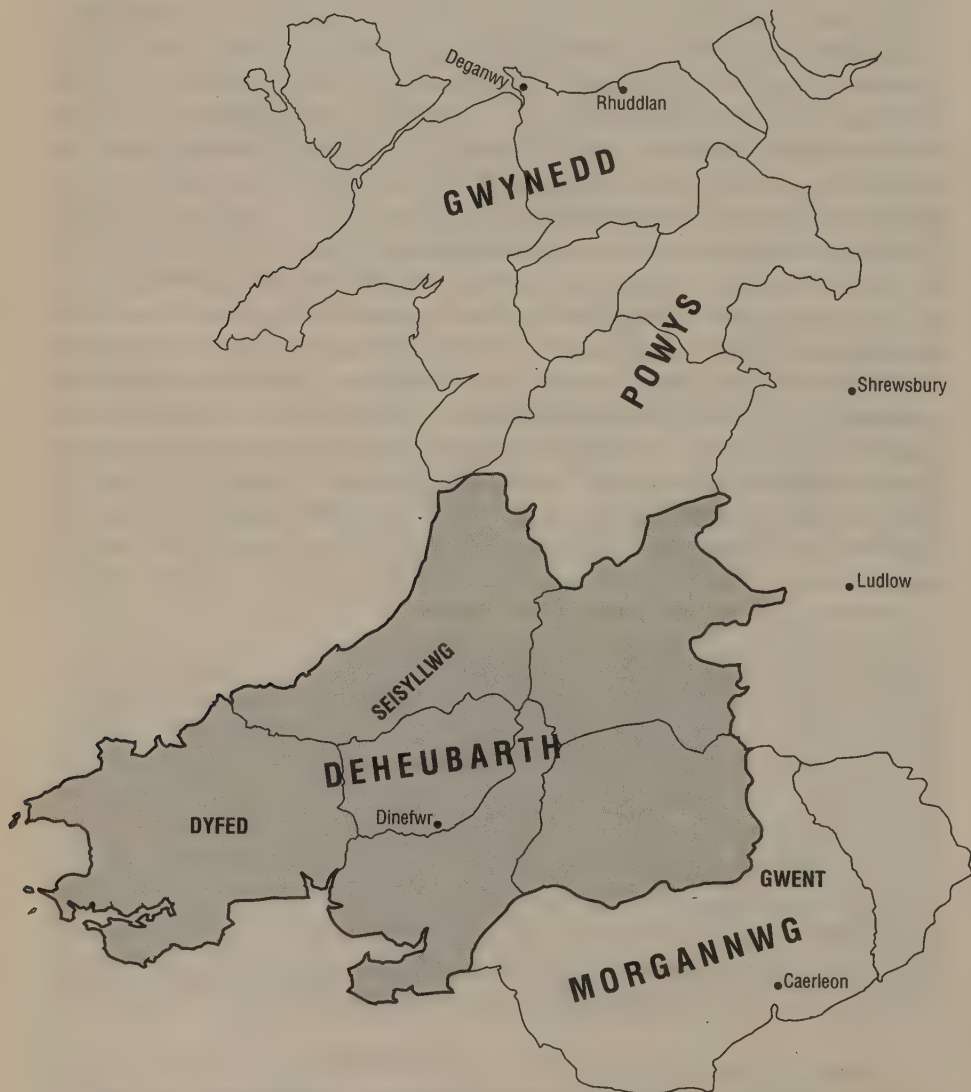 Deganwy
Rhuddlan
GWYNEDD
POWYS
Shrewsbury
Ludlow
SEISYLLWG
DEHEUBARTH
Dinefwr
DYFED
GWENT
MORGANNWG
Caerleon